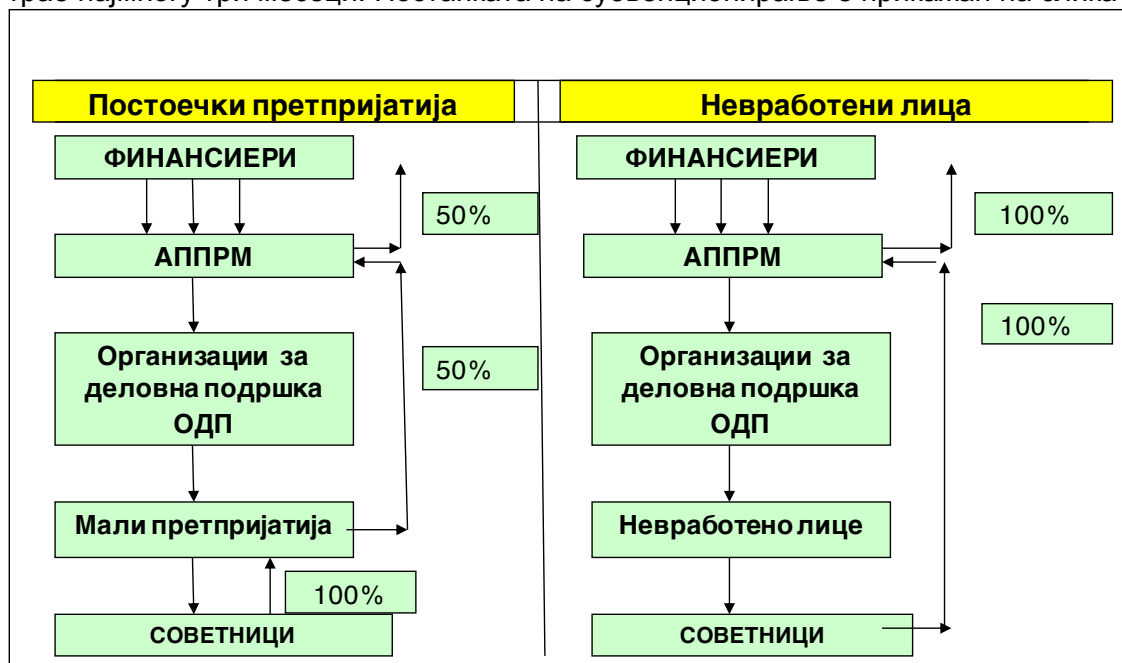 Постоечки претпријатија
ФИНАНСИЕРИ
50%
АППРМ
Организации за
деловна подршка
ОДП
50%
Мали претпријатија
100%
СОВЕТНИЦИ
Невработени лица
ФИНАНСИЕРИ
100%
АППРМ
100%
Организации за
деловна подршка
ОДП
Невработено лице
СОВЕТНИЦИ